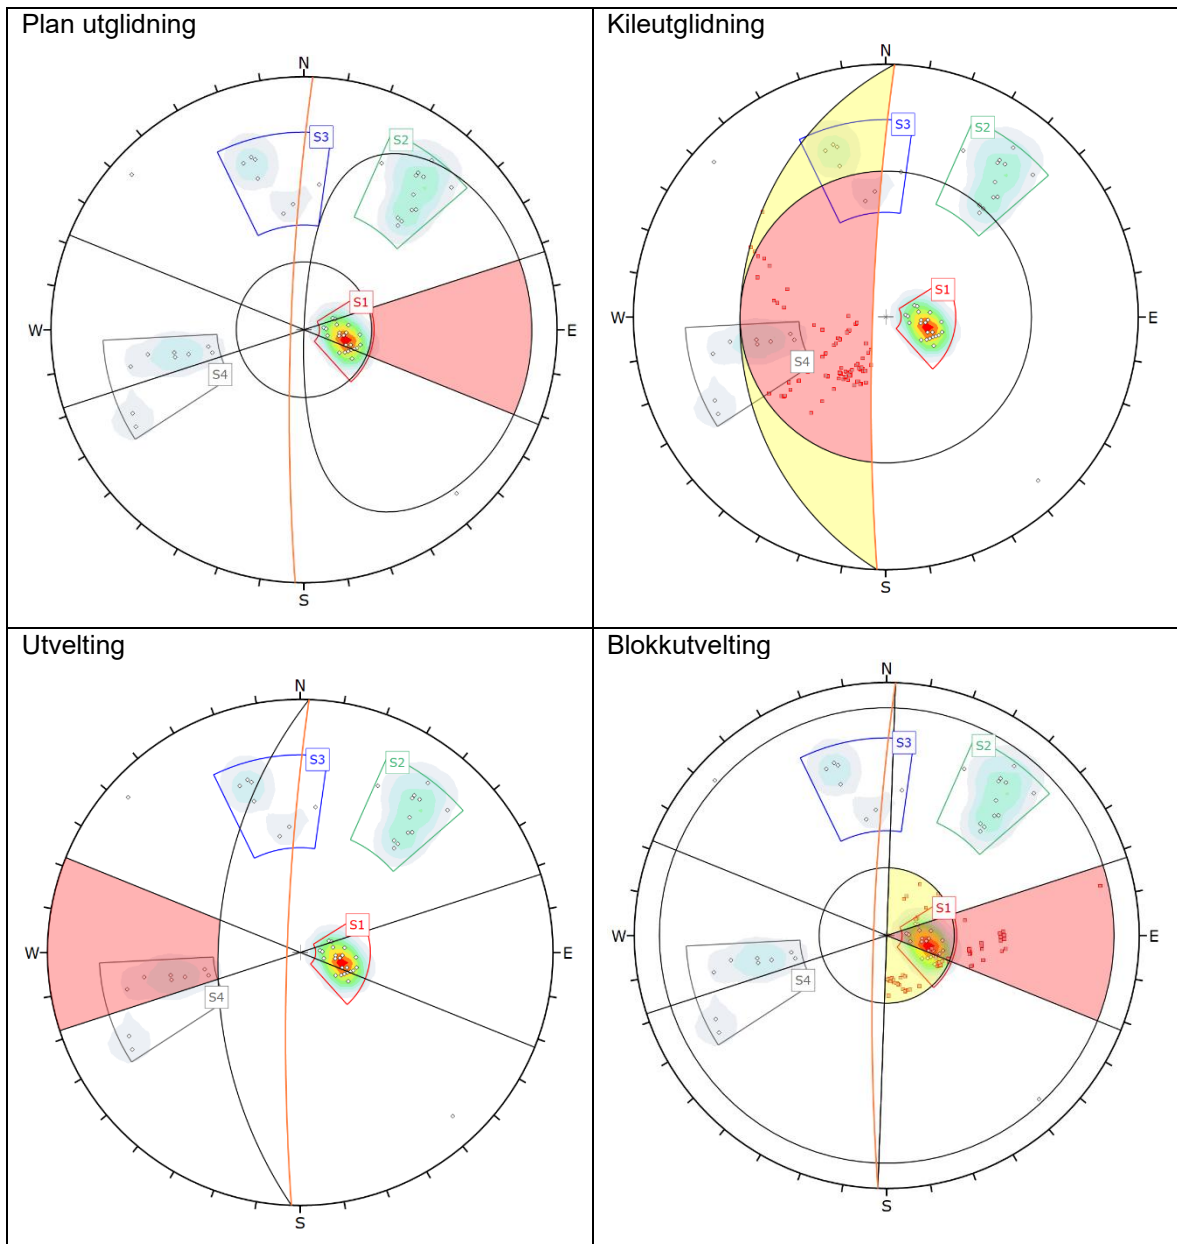 Plan utglidning
N
S3
S2
S1
W
E
S4
S
Kileutglidning
N
S3
S2
S1
W
E
S4
S
Utvelting
N
S3
S2
S1
W
E
S4
S
Blokkutvelting
N
S3
S2
S1
W
E
S4
S